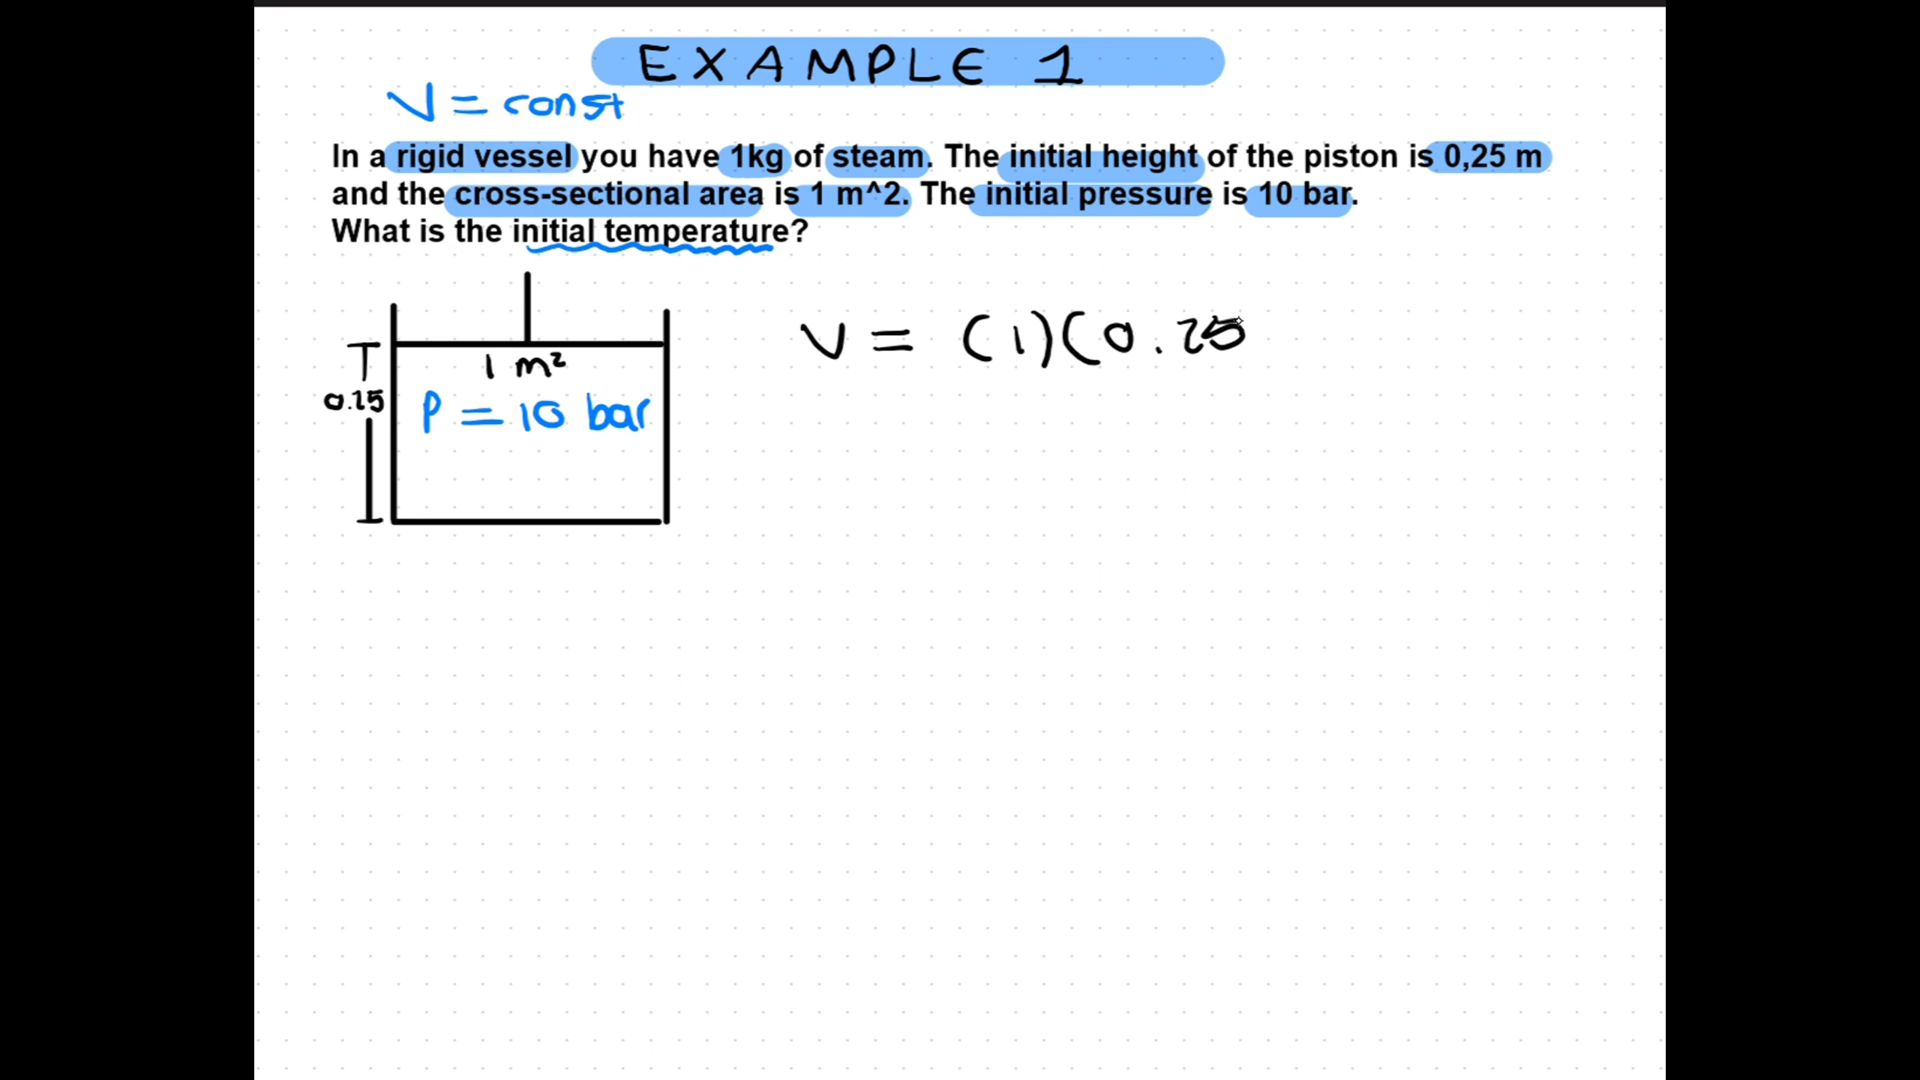 EXAMPLE 1
V = const
In a rigid vessel you have 1kg of steam. The initial height of the piston is 0,25 m
and the cross-sectional area is 1 m^2. The initial pressure is 10 bar.
What is the initial temperature?
V = (1)(0.25
1 m²
0.25
P = 10 bar